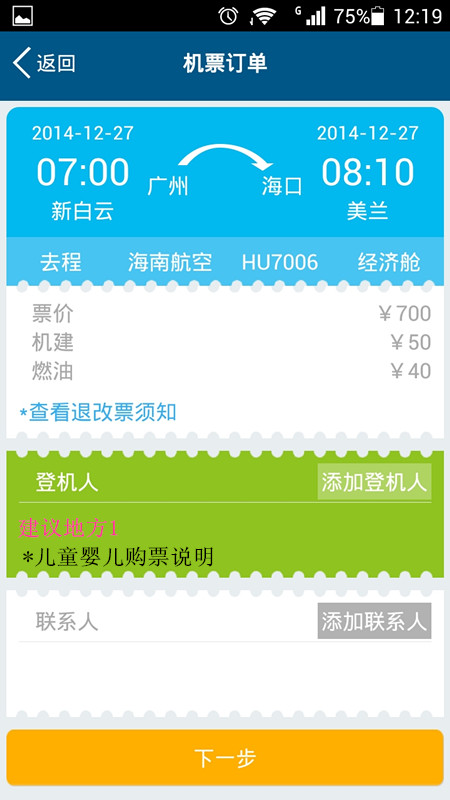 G 75% 12:19
返回 机票订单
2014-12-27 2014-12-27
07:00 广州 海口 08:10
新白云 美兰
去程 海南航空 HU7006 经济舱
票价 ￥700
机建 ￥50
燃油 ￥40
*查看退改票须知
登机人 添加登机人
建议地方1
*儿童婴儿购票说明
联系人 添加联系人
下一步